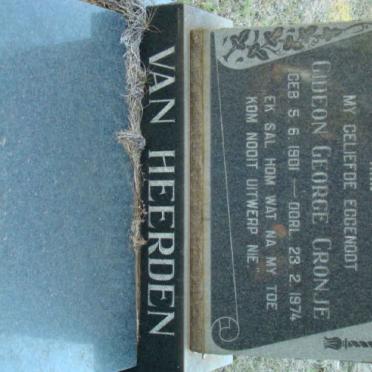 MY GELIEFDE EGGENOOT
GIDEON GEORGE CRONJE
GEB. 5. 6. 1901 — OORL. 23. 2. 1974
EK SAL HOM WAT NA MY TOE
KOM NOOIT UITWERP NIE
VAN HEERDEN